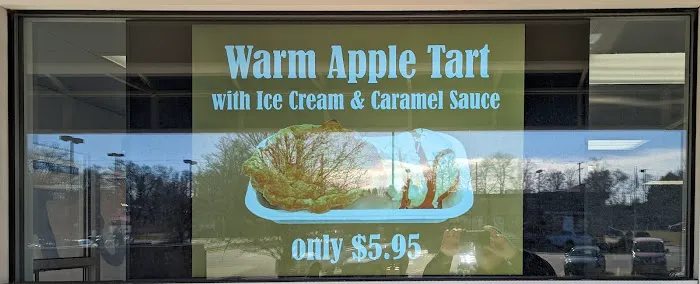 Warm Apple Tart
with Ice Cream & Caramel Sauce
only $5.95